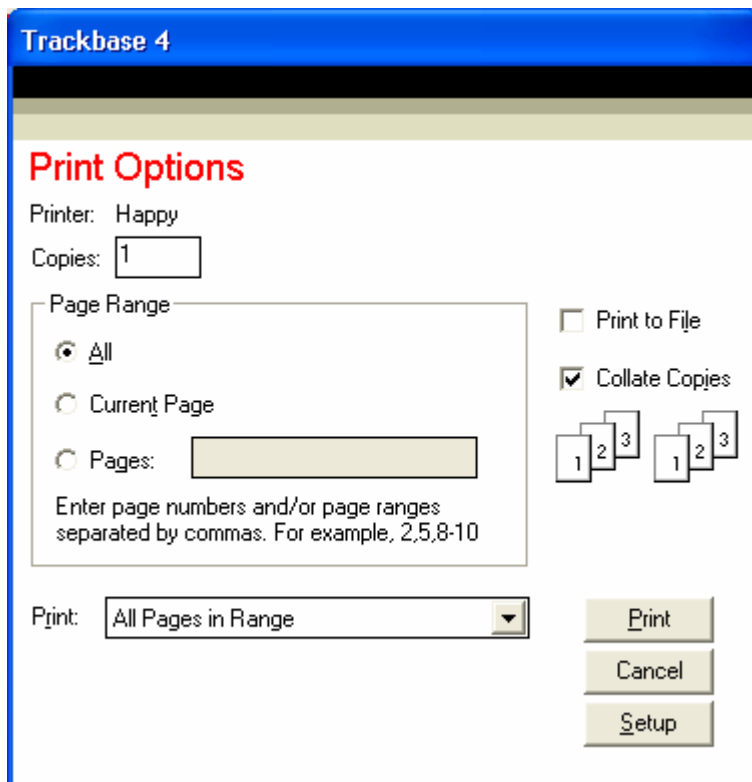 Trackbase 4
Print Options
Printer: Happy
Copies: 1
Page Range
All
Current Page
Pages:
Enter page numbers and/or page ranges
separated by commas. For example, 2,5,8-10
Print to File
Collate Copies
1 2 3 1 2 3
Print: All Pages in Range
Print
Cancel
Setup